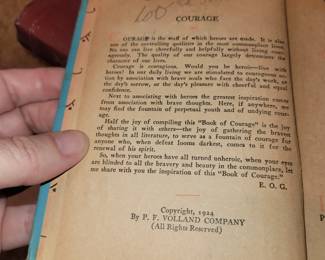 COURAGE
COURAGE is the stuff of which heroes are made. It is also
one of the controlling qualities in the most commonplace lives.
No one can live cheerfully and helpfully without living coura-
geously. The quality of our courage largely determines the
character of our lives.
Courage is contagious. Would you be heroic—live with
heroes! In our daily living we are stimulated to courageous ac-
tion by association with brave souls who face the day's work, or
the day's sorrow, or the day's pleasure with cheerful and equal
confidence.
Next to associating with heroes the greatest inspiration comes
from association with brave thoughts. Here, if anywhere, we
may find the fountain of perpetual youth and of undying cour-
age.
Half the joy of compiling this "Book of Courage" is the joy
of sharing it with others—the joy of gathering the bravest
thoughts in all literature, to serve as a fountain of courage for
anyone who, when defeat looms darkest, comes to it for the
renewal of his spirit.
So, when your heroes have all turned unheroic, when your eyes
are blinded to all the bravery and beauty in the commonplace, let
me share with you the inspiration of this "Book of Courage."
E. O. G.
Copyright, 1924
By P. F. VOLLAND COMPANY
(All Rights Reserved)
P